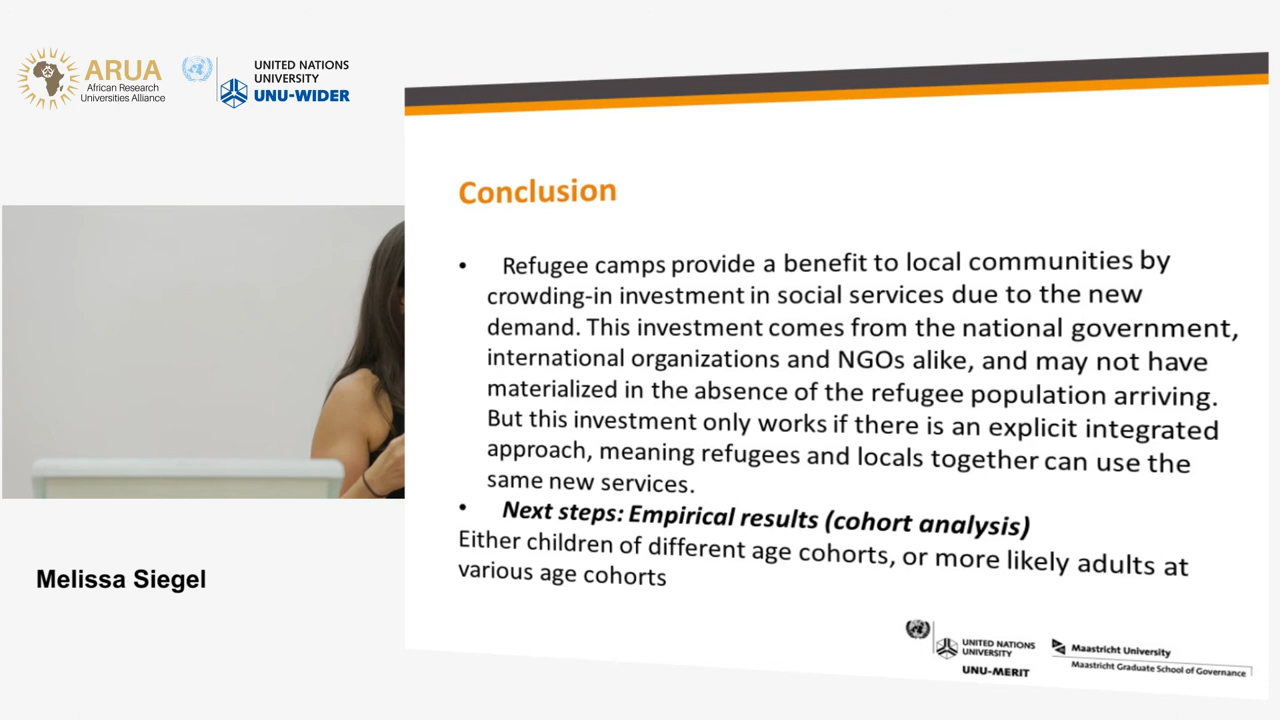 ARUA
African Research
Universities Alliance
UNITED NATIONS
UNIVERSITY
UNU-WIDER
Conclusion
• Refugee camps provide a benefit to local communities by
crowding-in investment in social services due to the new
demand. This investment comes from the national government,
international organizations and NGOs alike, and may not have
materialized in the absence of the refugee population arriving.
But this investment only works if there is an explicit integrated
approach, meaning refugees and locals together can use the
same new services.
• Next steps: Empirical results (cohort analysis)
Either children of different age cohorts, or more likely adults at
various age cohorts
Melissa Siegel
UNITED NATIONS
UNIVERSITY
UNU-MERIT
Maastricht University
Maastricht Graduate School of Governance